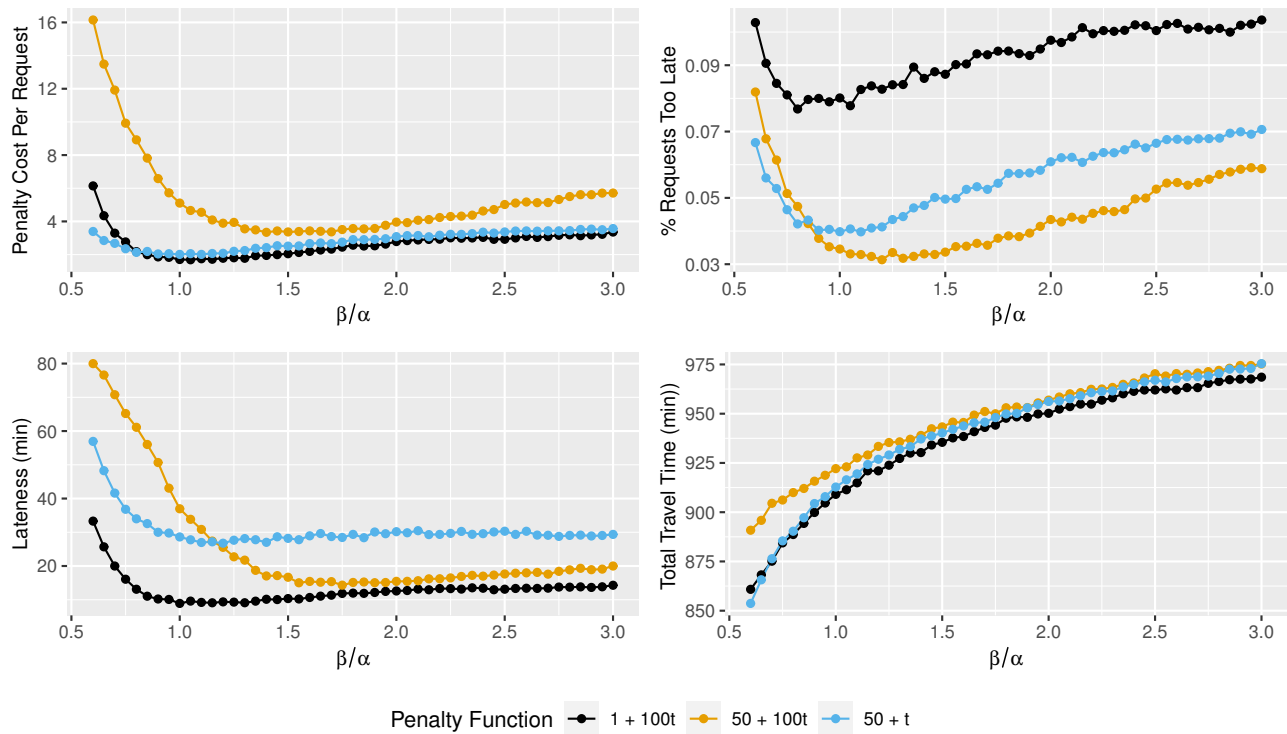 Penalty Cost Per Request
16
12
8
4
0.5 1.0 1.5 2.0 2.5 3.0
β/α
% Requests Too Late
0.09
0.07
0.05
0.03
0.5 1.0 1.5 2.0 2.5 3.0
β/α
Lateness (min)
80
60
40
20
0.5 1.0 1.5 2.0 2.5 3.0
β/α
Total Travel Time (min))
975
950
925
900
875
850
0.5 1.0 1.5 2.0 2.5 3.0
β/α
Penalty Function 1 + 100t 50 + 100t 50 + t